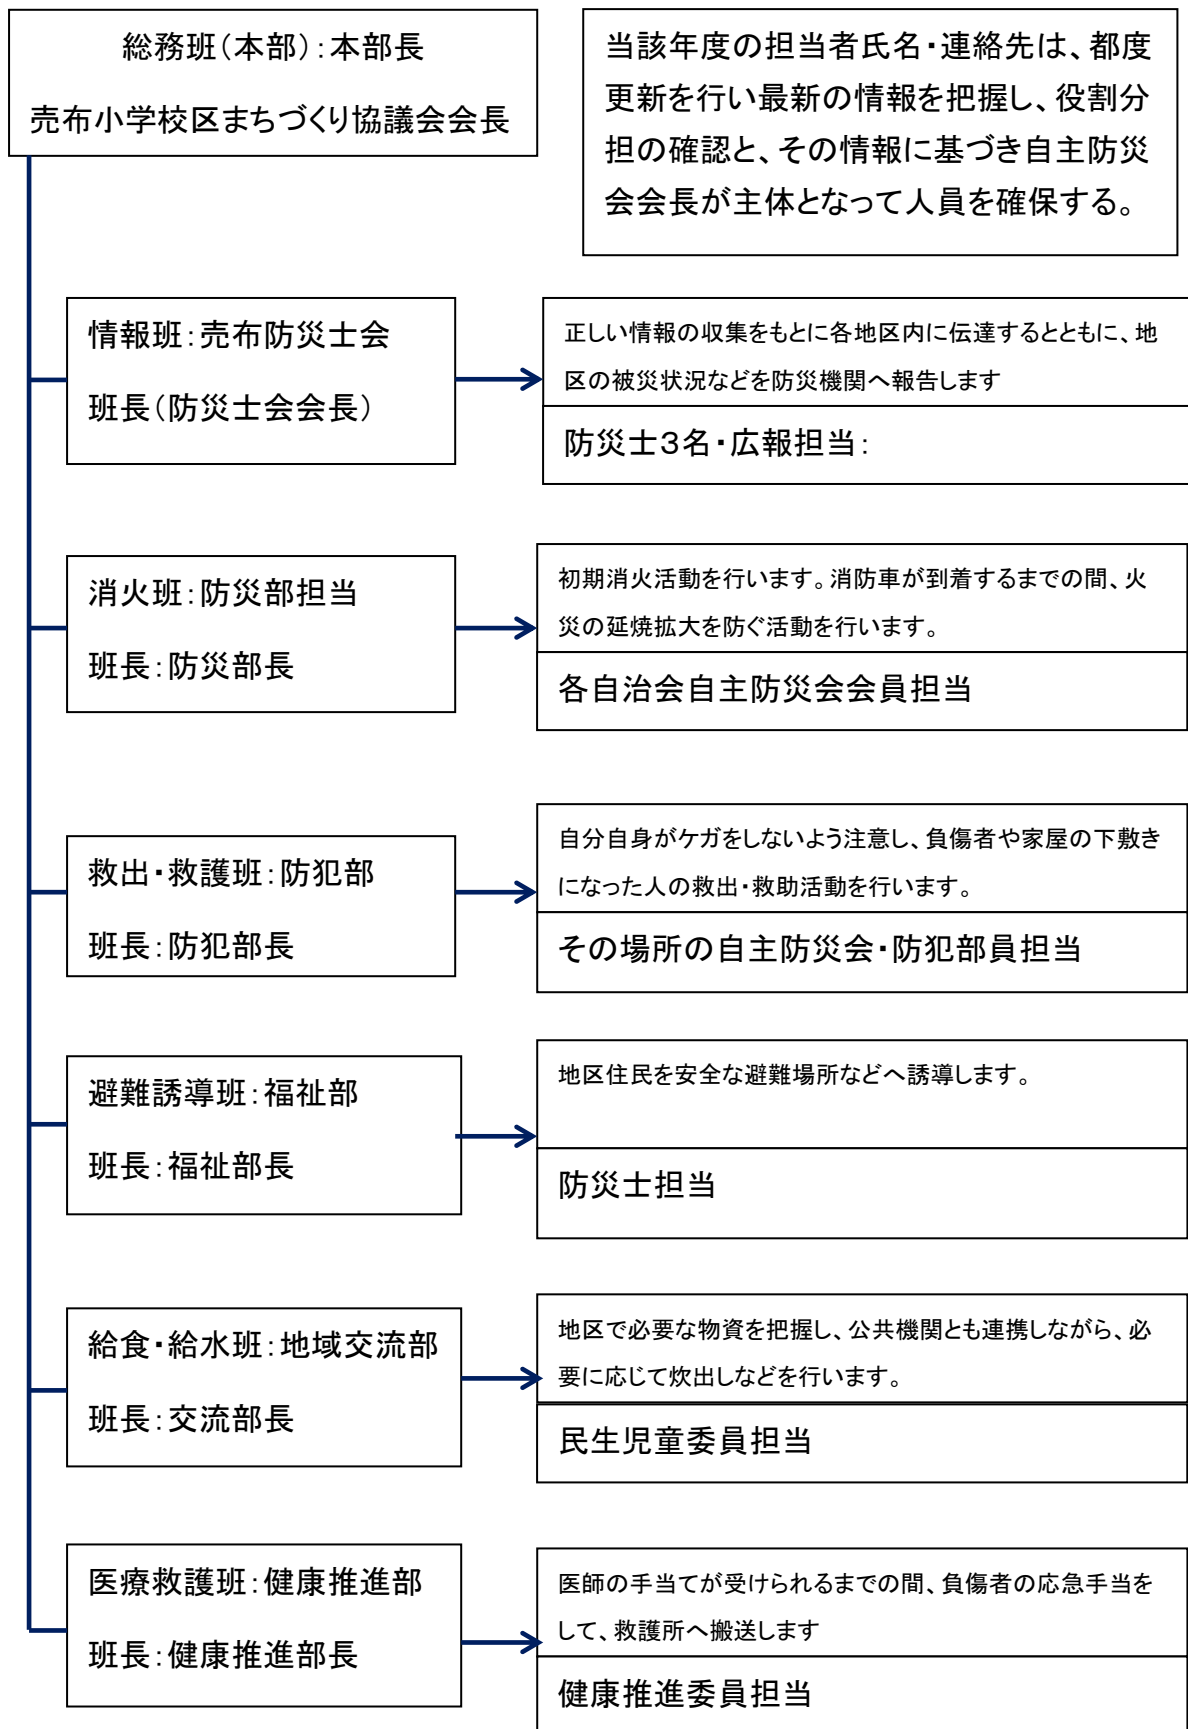 総務班(本部):本部長
売布小学校区まちづくり協議会会長
当該年度の担当者氏名・連絡先は、都度
更新を行い最新の情報を把握し、役割分
担の確認と、その情報に基づき自主防災
会会長が主体となって人員を確保する。
情報班:売布防災士会
班長(防災士会会長)
正しい情報の収集をもとに各地区内に伝達するとともに、地
区の被災状況などを防災機関へ報告します
防災士3名・広報担当:
消火班:防災部担当
班長:防災部長
初期消火活動を行います。消防車が到着するまでの間、火
災の延焼拡大を防ぐ活動を行います。
各自治会自主防災会会員担当
救出・救護班:防犯部
班長:防犯部長
自分自身がケガをしないよう注意し、負傷者や家屋の下敷き
になった人の救出・救助活動を行います。
その場所の自主防災会・防犯部員担当
避難誘導班:福祉部
班長:福祉部長
地区住民を安全な避難場所などへ誘導します。
防災士担当
給食・給水班:地域交流部
班長:交流部長
地区で必要な物資を把握し、公共機関とも連携しながら、必
要に応じて炊出しなどを行います。
民生児童委員担当
医療救護班:健康推進部
班長:健康推進部長
医師の手当てが受けられるまでの間、負傷者の応急手当を
して、救護所へ搬送します
健康推進委員担当